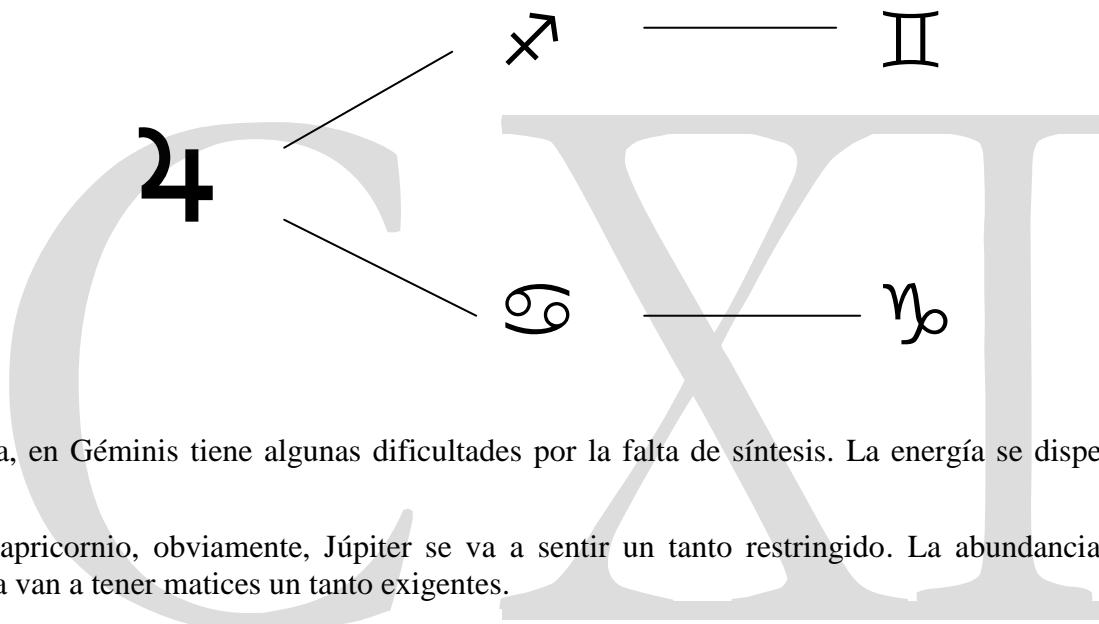 ♐ ♊
♃
♋ ♑
CXI
a, en Géminis tiene algunas dificultades por la falta de síntesis. La energía se dispe
apricornio, obviamente, Júpiter se va a sentir un tanto restringido. La abundancia
a van a tener matices un tanto exigentes.